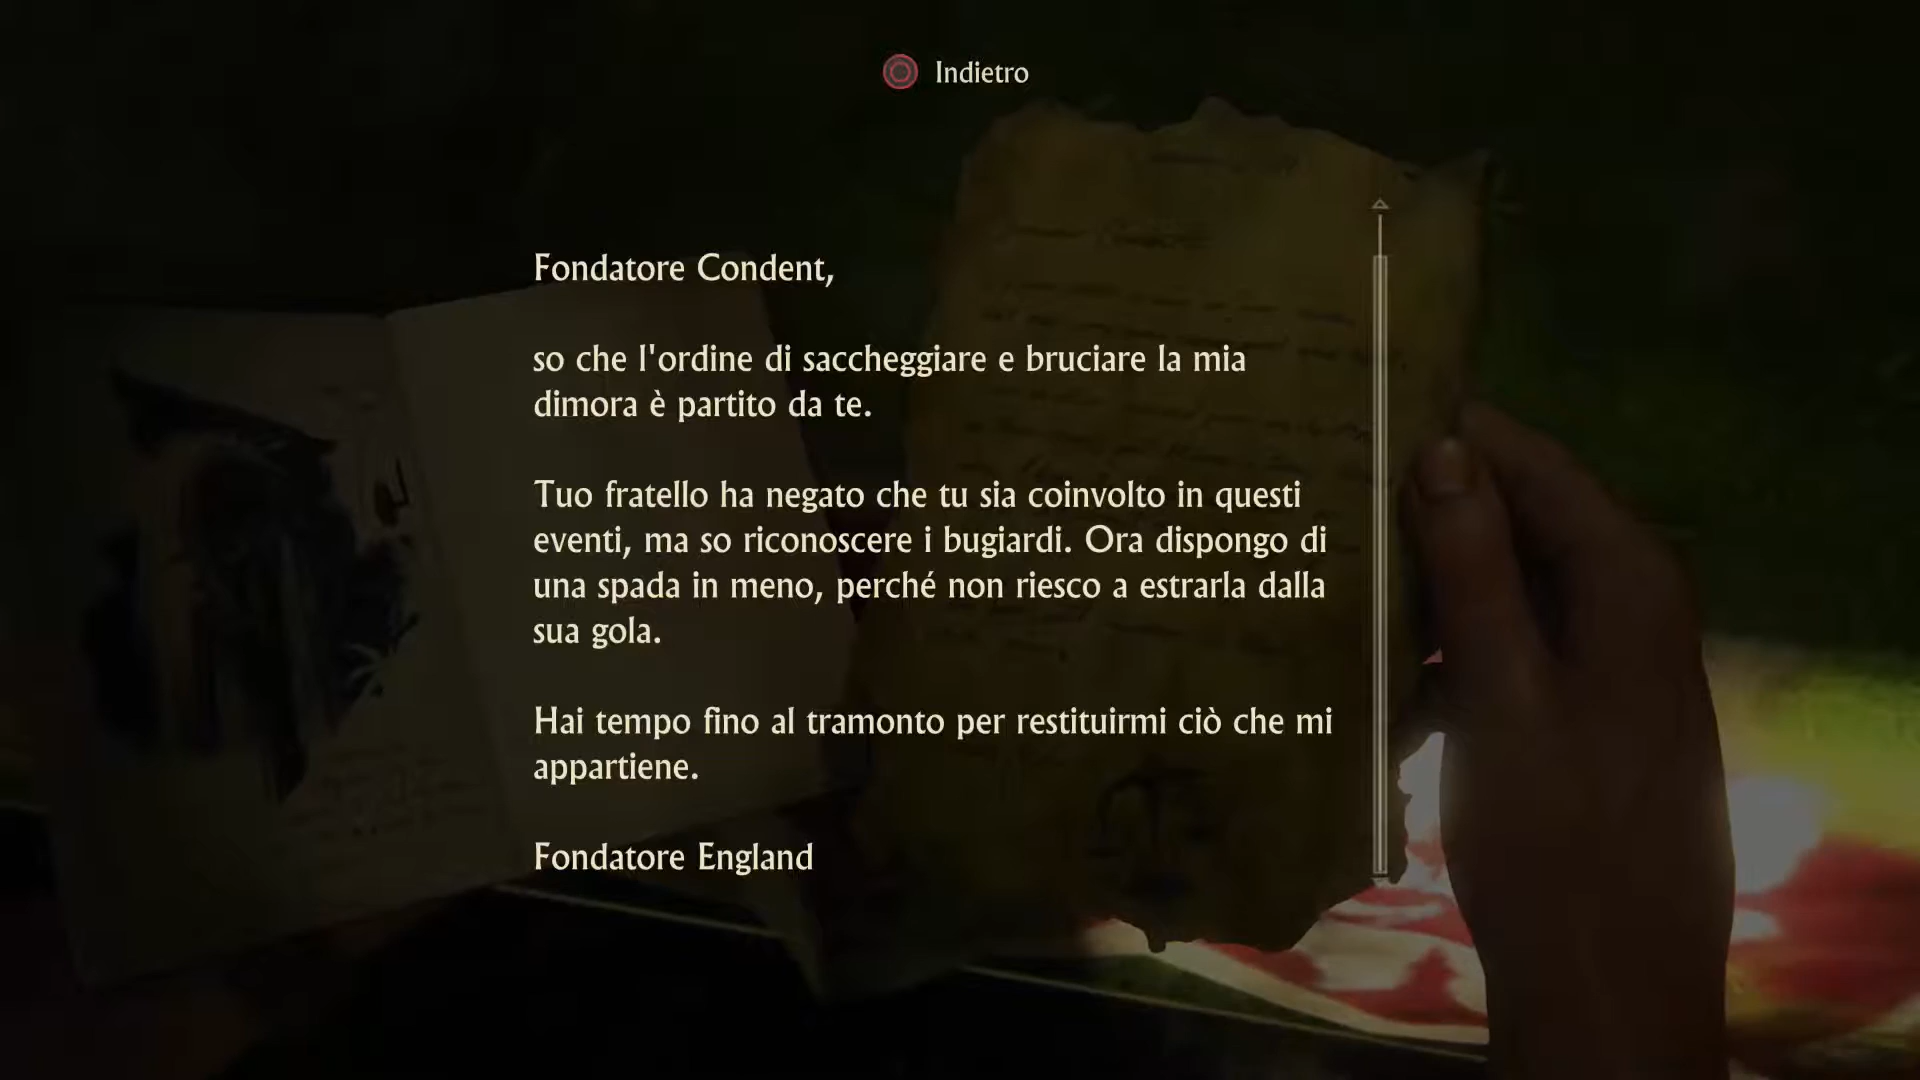 Indietro
Fondatore Condent,
so che l'ordine di saccheggiare e bruciare la mia
dimora è partito da te.
Tuo fratello ha negato che tu sia coinvolto in questi
eventi, ma so riconoscere i bugiardi. Ora dispongo di
una spada in meno, perché non riesco a estrarla dalla
sua gola.
Hai tempo fino al tramonto per restituirmi ciò che mi
appartiene.
Fondatore England